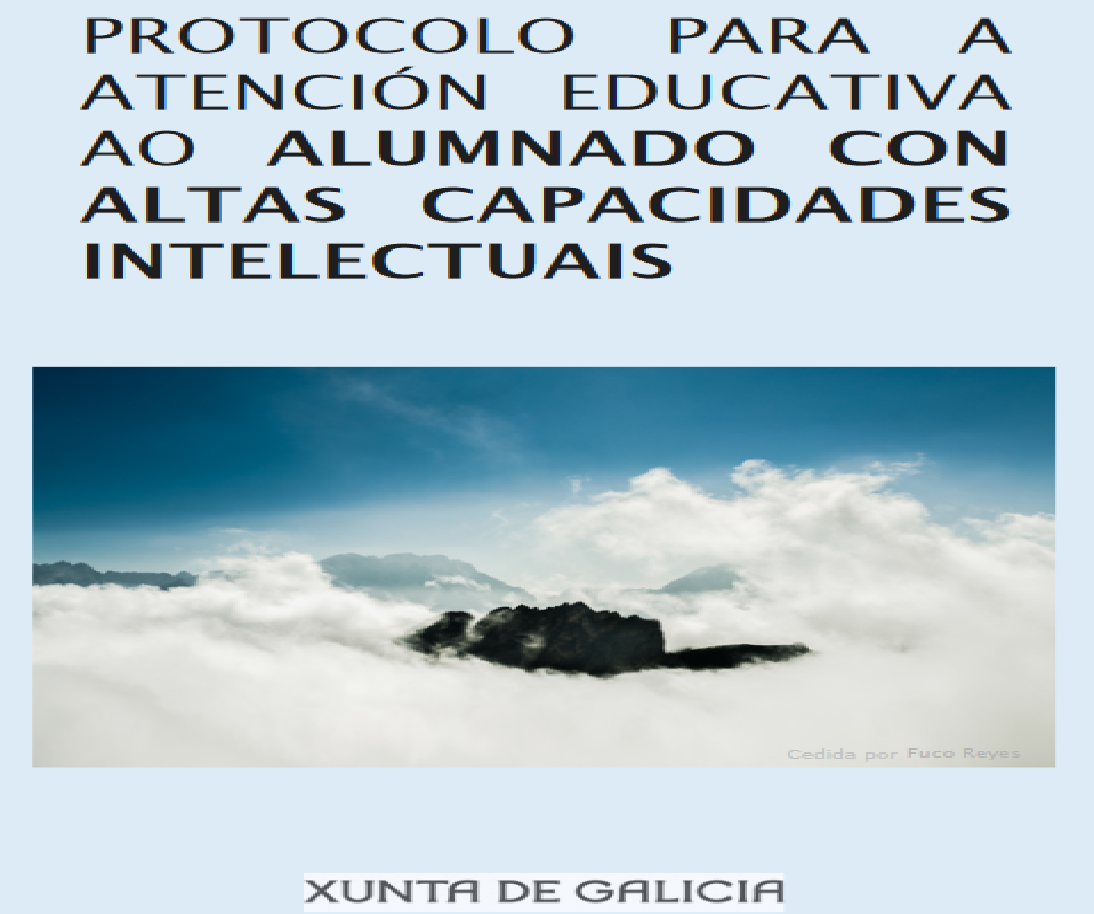 PROTOCOLO PARA A
ATENCIÓN EDUCATIVA
AO ALUMNADO CON
ALTAS CAPACIDADES
INTELECTUAIS
Cedida por Fuco Reyes
XUNTA DE GALICIA